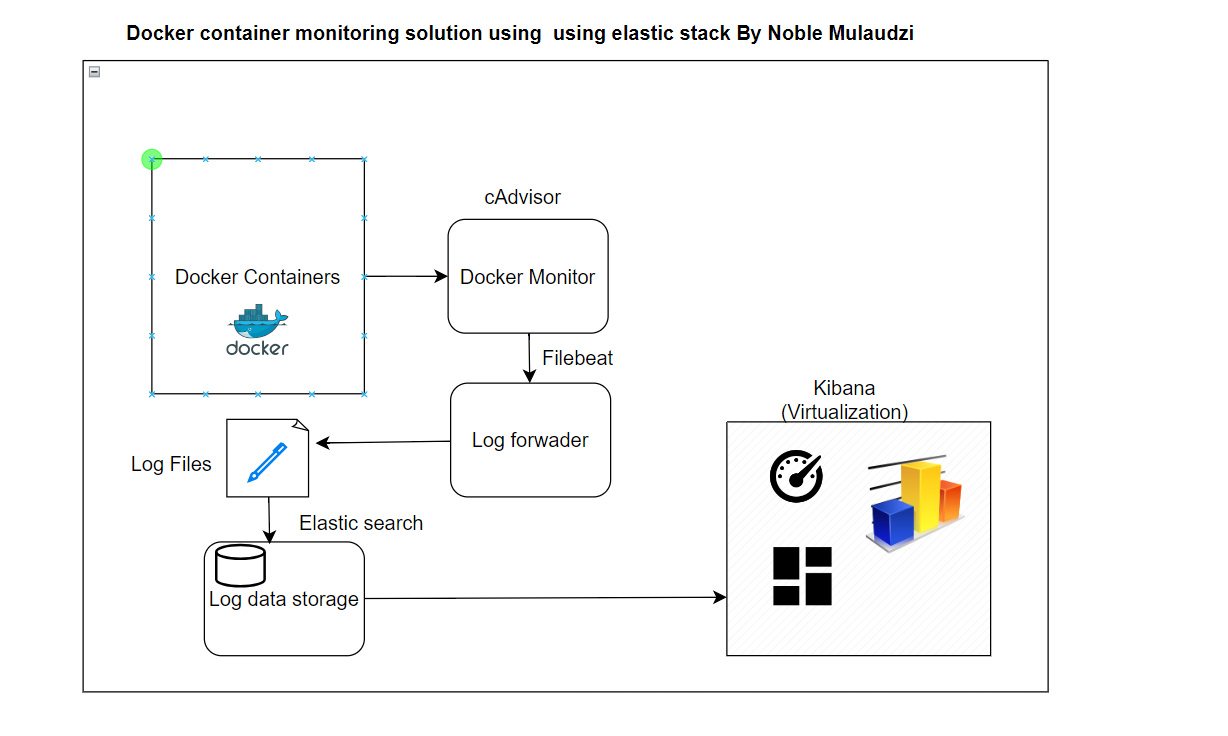 Docker container monitoring solution using  using elastic stack By Noble Mulaudzi
cAdvisor
Docker Containers
docker
Docker Monitor
Filebeat
Log forwader
Log Files
Elastic search
Log data storage
Kibana
(Virtualization)